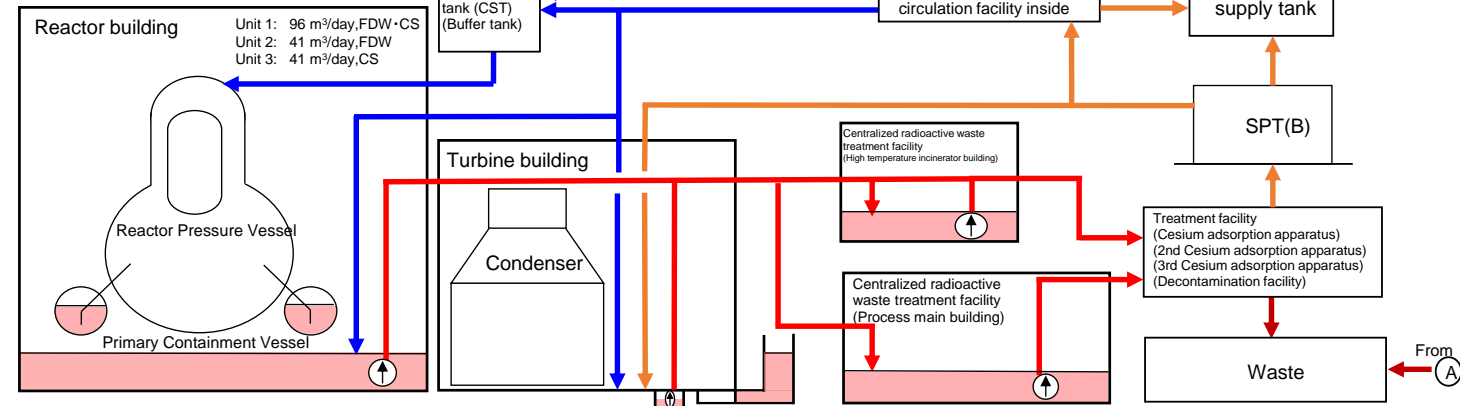 Reactor building
Unit 1: 96 m³/day,FDW・CS
Unit 2: 41 m³/day,FDW
Unit 3: 41 m³/day,CS
tank (CST)
(Buffer tank)
circulation facility inside
supply tank
SPT(B)
Centralized radioactive waste
treatment facility
(High temperature incinerator building)
Turbine building
Reactor Pressure Vessel
Condenser
Primary Containment Vessel
Centralized radioactive
waste treatment facility
(Process main building)
Treatment facility
(Cesium adsorption apparatus)
(2nd Cesium adsorption apparatus)
(3rd Cesium adsorption apparatus)
(Decontamination facility)
Waste
From
A